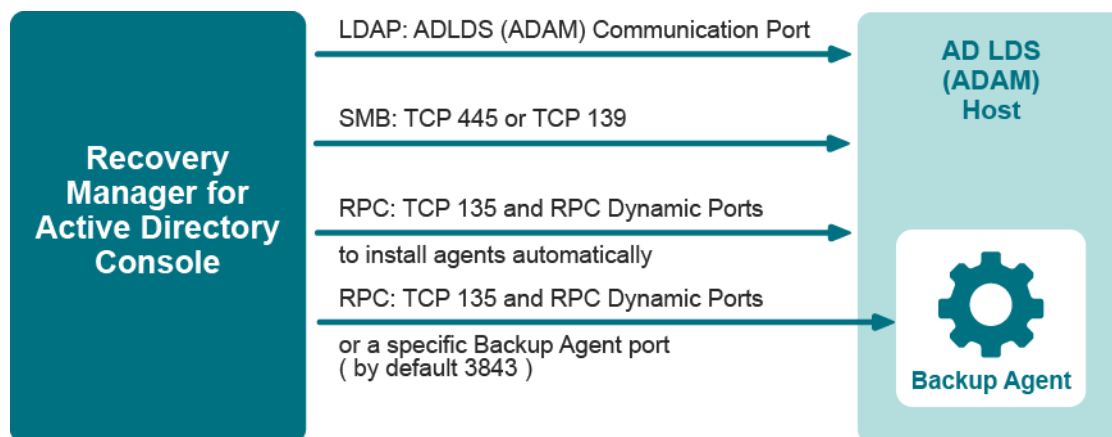 Recovery
Manager for
Active Directory
Console
LDAP: ADLDS (ADAM) Communication Port
SMB: TCP 445 or TCP 139
RPC: TCP 135 and RPC Dynamic Ports
to install agents automatically
RPC: TCP 135 and RPC Dynamic Ports
or a specific Backup Agent port
( by default 3843 )
AD LDS
(ADAM)
Host
Backup Agent